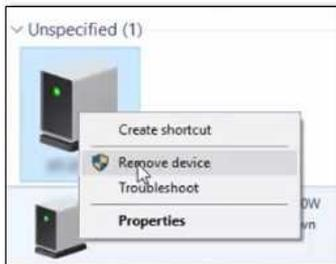 Unspecified (1)
Create shortcut
Remove device
Troubleshoot
Properties